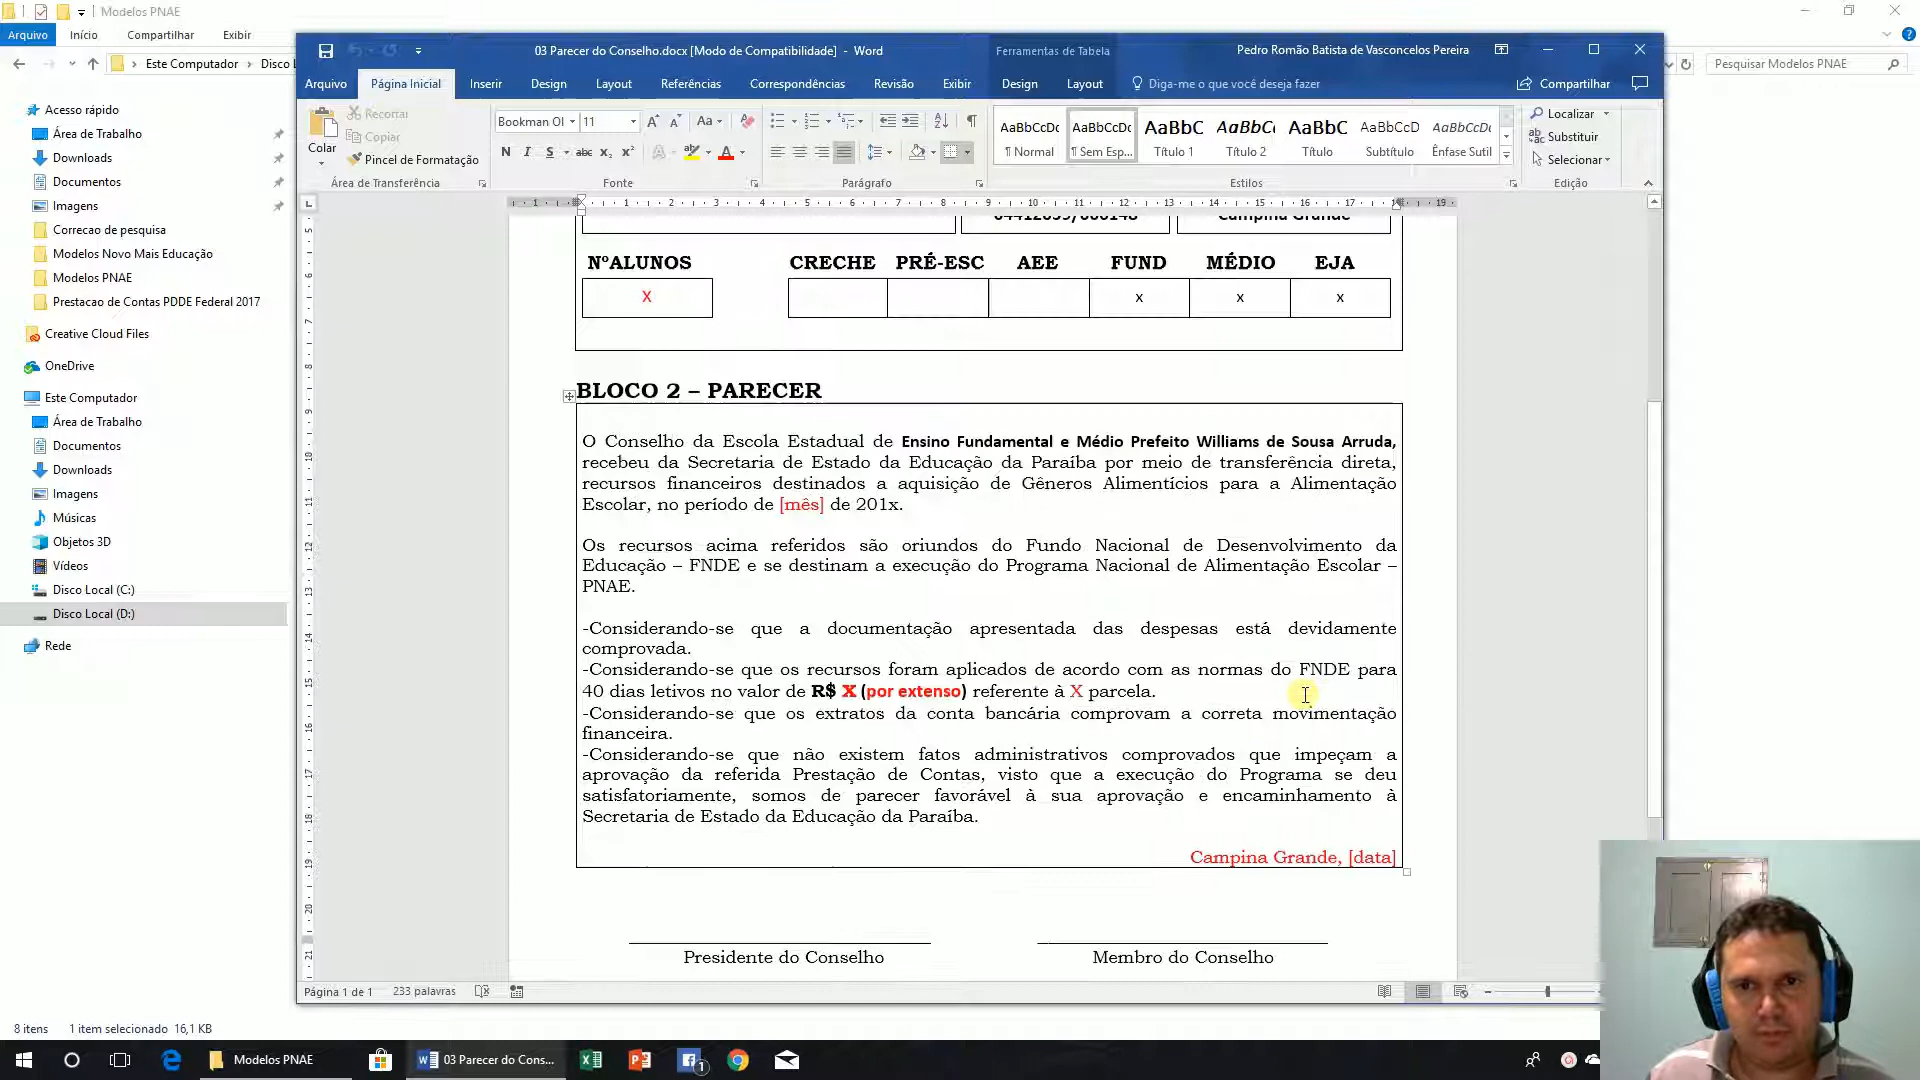 Modelos PNAE
Arquivo Início Compartilhar Exibir
Este Computador Disco L
Pesquisar Modelos PNAE
03 Parecer do Conselho.docx [Modo de Compatibilidade] - Word
Ferramentas de Tabela
Pedro Romão Batista de Vasconcelos Pereira
Arquivo Página Inicial Inserir Design Layout Referências Correspondências Revisão Exibir Design Layout Diga-me o que você deseja fazer Compartilhar
Colar
Recortar
Copiar
Pincel de Formatação
Área de Transferência
Bookman Ol 11
N I S abc x₂ x²
Fonte
Parágrafo
AaBbCcDc AaBbCcDc AaBbC AaBbC AaBbC AaBbCcD AaBbCcDt
¶ Normal ¶ Sem Esp... Título 1 Título 2 Título Subtítulo Ênfase Sutil
Estilos
Localizar
Substituir
Selecionar
Edição
Acesso rápido
Área de Trabalho
Downloads
Documentos
Imagens
Correcao de pesquisa
Modelos Novo Mais Educação
Modelos PNAE
Prestacao de Contas PDDE Federal 2017
Creative Cloud Files
OneDrive
Este Computador
Área de Trabalho
Documentos
Downloads
Imagens
Músicas
Objetos 3D
Vídeos
Disco Local (C:)
Disco Local (D:)
Rede
Campina Grande
NºALUNOS CRECHE PRÉ-ESC AEE FUND MÉDIO EJA
X x x x
BLOCO 2 – PARECER
O Conselho da Escola Estadual de Ensino Fundamental e Médio Prefeito Williams de Sousa Arruda,
recebeu da Secretaria de Estado da Educação da Paraíba por meio de transferência direta,
recursos financeiros destinados a aquisição de Gêneros Alimentícios para a Alimentação
Escolar, no período de [mês] de 201x.
Os recursos acima referidos são oriundos do Fundo Nacional de Desenvolvimento da
Educação – FNDE e se destinam a execução do Programa Nacional de Alimentação Escolar –
PNAE.
-Considerando-se que a documentação apresentada das despesas está devidamente
comprovada.
-Considerando-se que os recursos foram aplicados de acordo com as normas do FNDE para
40 dias letivos no valor de R$ X (por extenso) referente à X parcela.
-Considerando-se que os extratos da conta bancária comprovam a correta movimentação
financeira.
-Considerando-se que não existem fatos administrativos comprovados que impeçam a
aprovação da referida Prestação de Contas, visto que a execução do Programa se deu
satisfatoriamente, somos de parecer favorável à sua aprovação e encaminhamento à
Secretaria de Estado da Educação da Paraíba.
Campina Grande, [data]
Presidente do Conselho Membro do Conselho
Página 1 de 1 233 palavras
8 itens 1 item selecionado 16,1 KB
Modelos PNAE 03 Parecer do Cons... 1